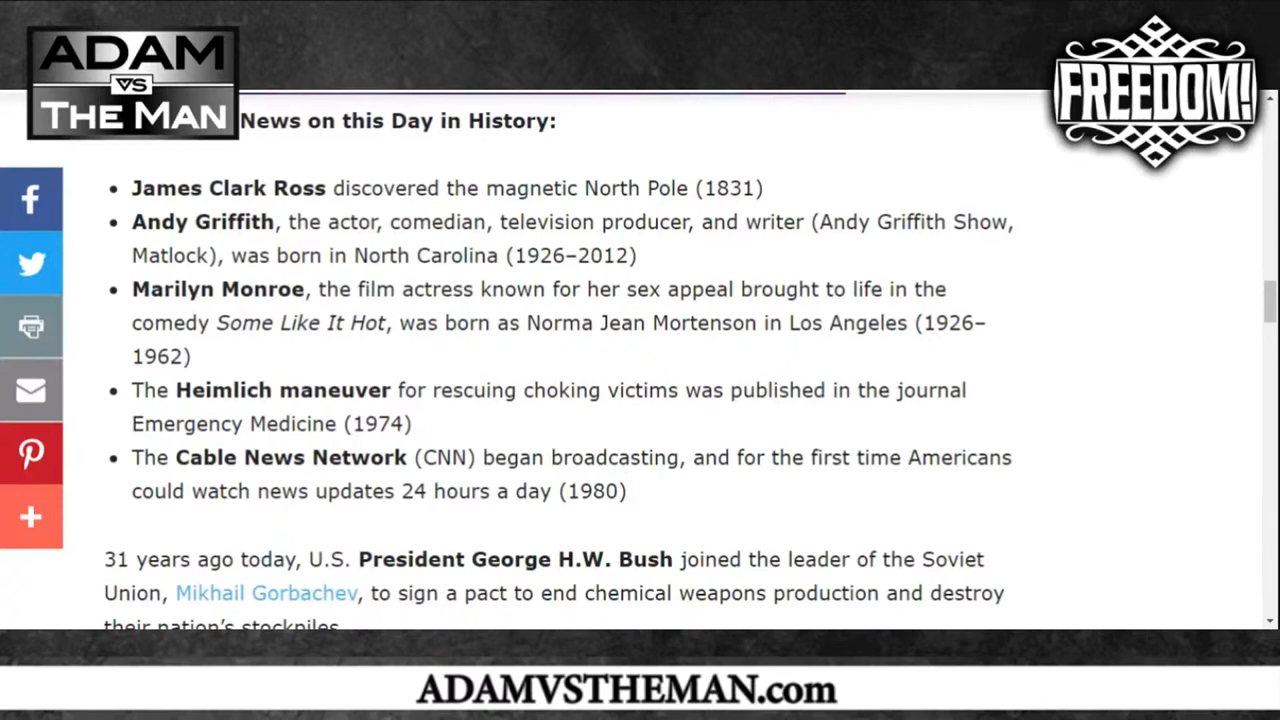 ADAM
VS
THE MAN
FREEDOM!
News on this Day in History:
• James Clark Ross discovered the magnetic North Pole (1831)
• Andy Griffith, the actor, comedian, television producer, and writer (Andy Griffith Show,
Matlock), was born in North Carolina (1926–2012)
• Marilyn Monroe, the film actress known for her sex appeal brought to life in the
comedy Some Like It Hot, was born as Norma Jean Mortenson in Los Angeles (1926–
1962)
• The Heimlich maneuver for rescuing choking victims was published in the journal
Emergency Medicine (1974)
• The Cable News Network (CNN) began broadcasting, and for the first time Americans
could watch news updates 24 hours a day (1980)
31 years ago today, U.S. President George H.W. Bush joined the leader of the Soviet
Union, Mikhail Gorbachev, to sign a pact to end chemical weapons production and destroy
their nation's stockpiles
ADAMVSTHEMAN.com